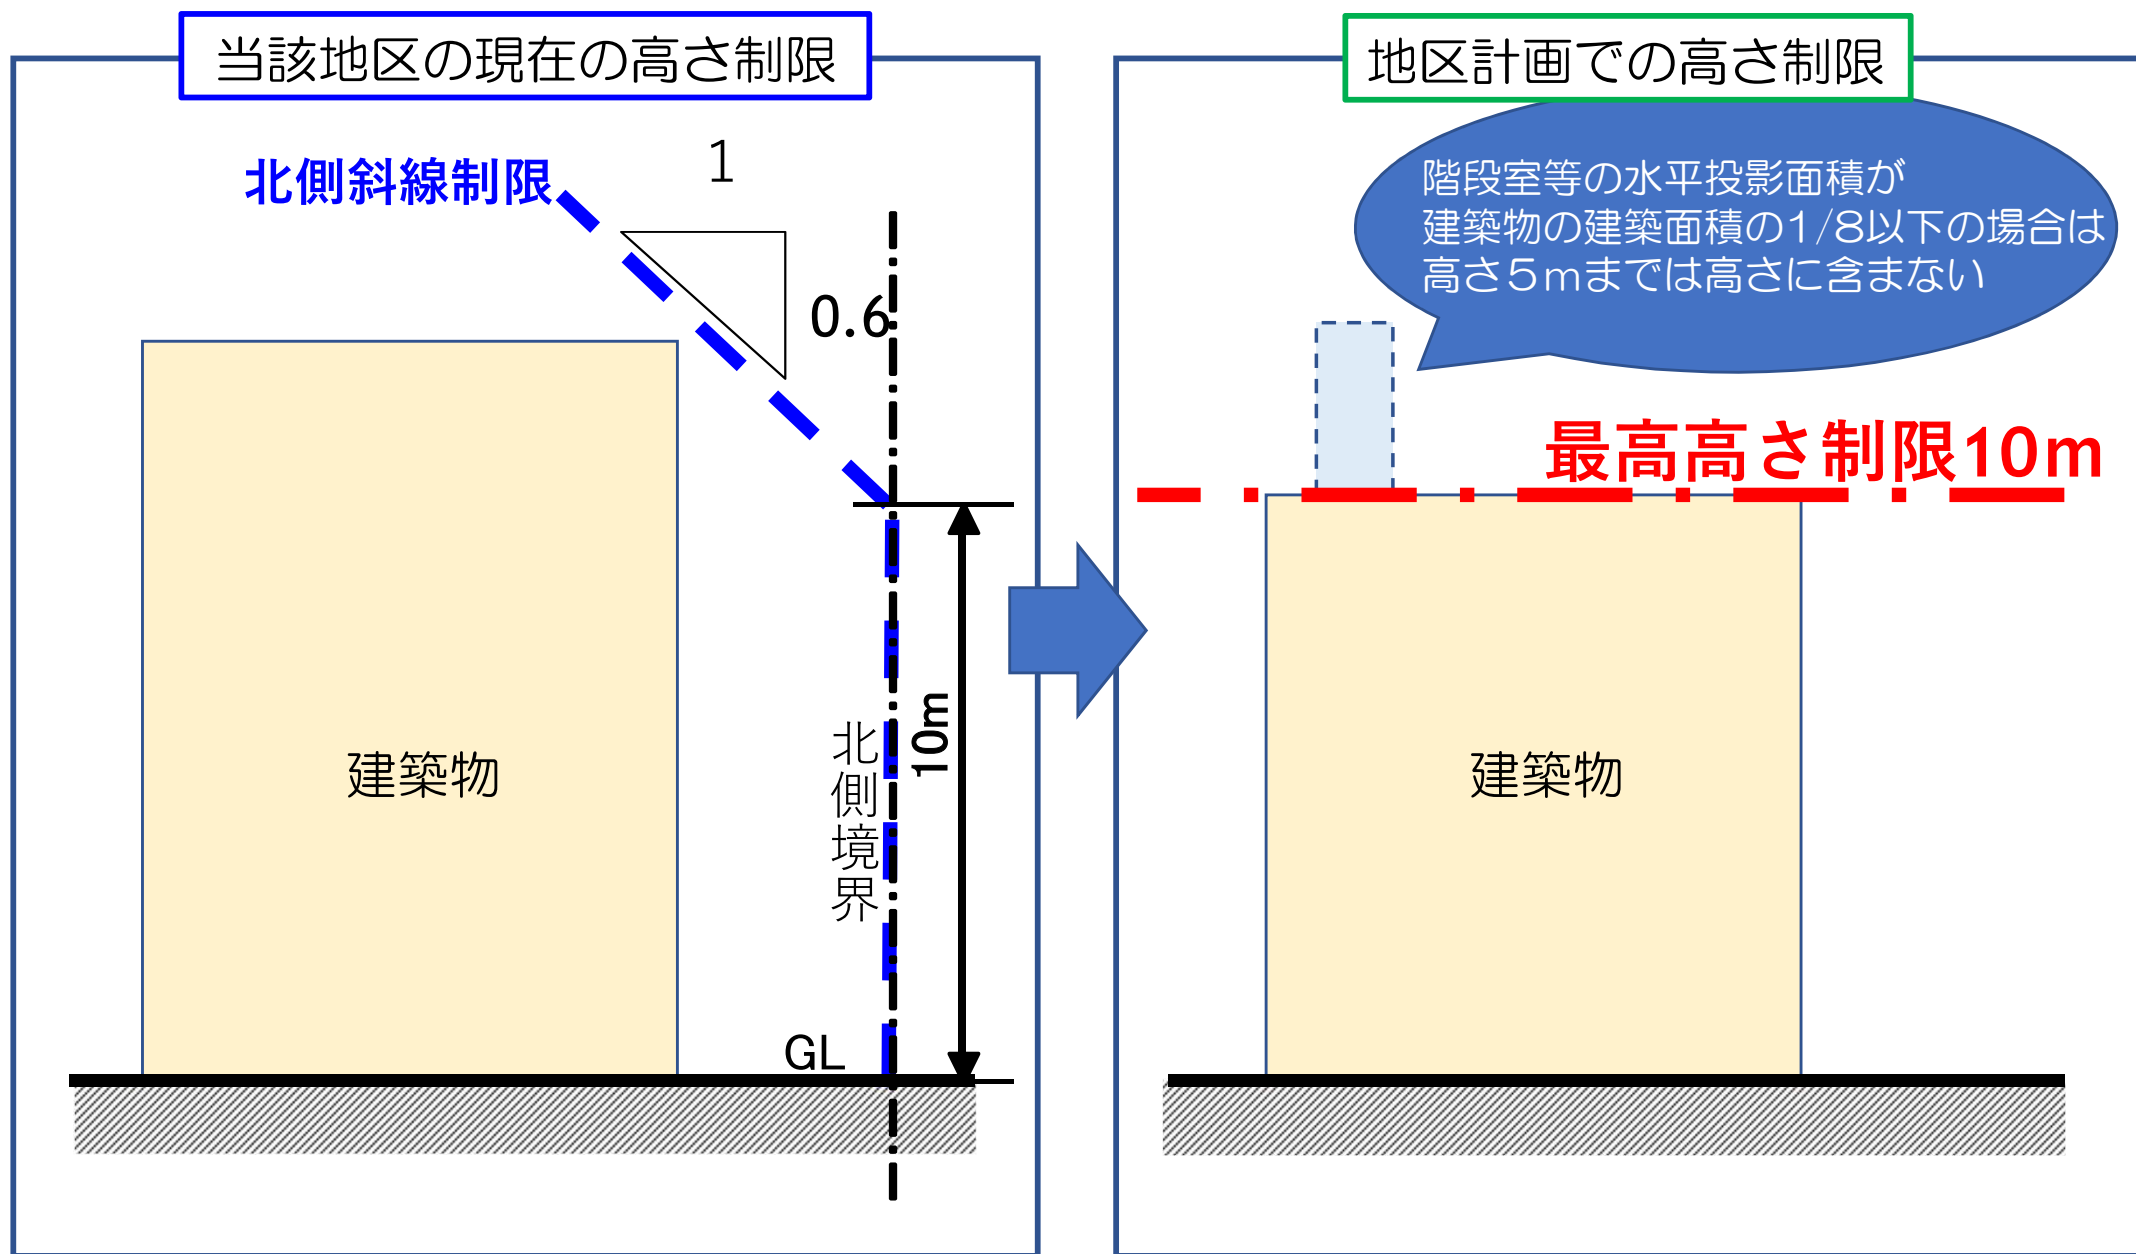 当該地区の現在の高さ制限
北側斜線制限
1
0.6
建築物
北側境界
10m
GL
地区計画での高さ制限
階段室等の水平投影面積が
建築物の建築面積の1/8以下の場合は
高さ5mまでは高さに含まない
最高高さ制限10m
建築物